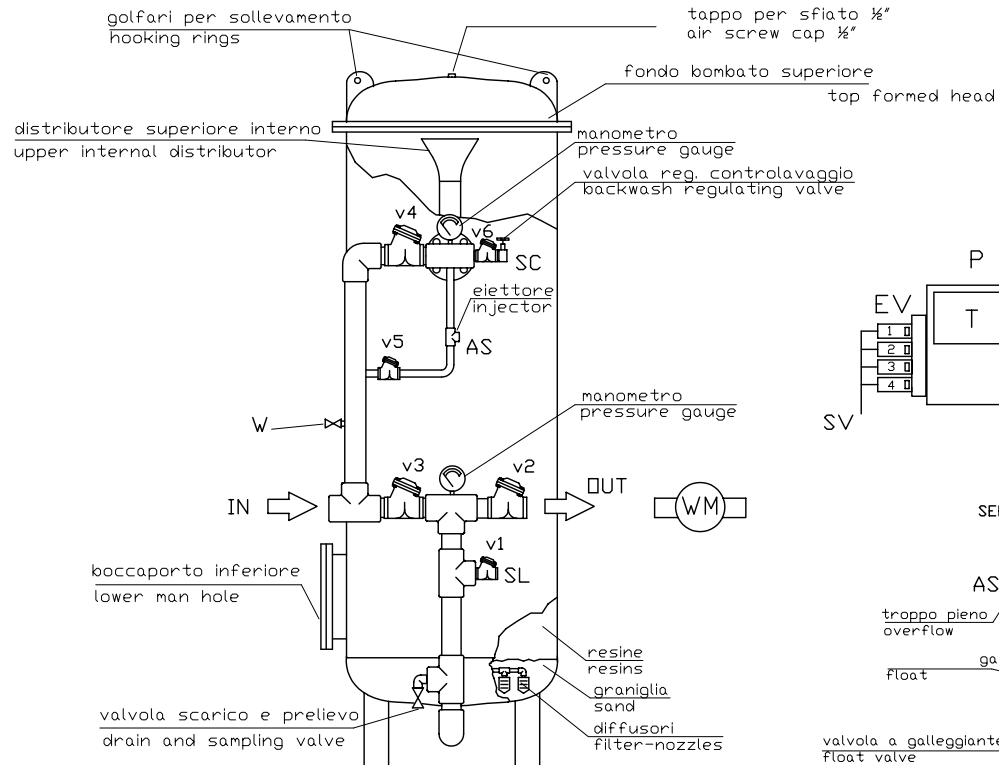 golfari per sollevamento
hooking rings
tappo per sfiato ½"
air screw cap ½"
fondo bombato superiore
top formed head
distributore superiore interno
upper internal distributor
manometro
pressure gauge
valvola reg. controlavaggio
backwash regulating valve
v4
v6
SC
eiettore
injector
AS
v5
P
EV
T
1
2
3
4
SV
W
manometro
pressure gauge
v3
v2
IN
OUT
WM
v1
SL
boccaporto inferiore
lower man hole
AS
troppo pieno
overflow
float
resine
resins
graniglia
sand
diffusori
filter-nozzles
valvola scarico e prelievo
drain and sampling valve
valvola a galleggiante
float valve